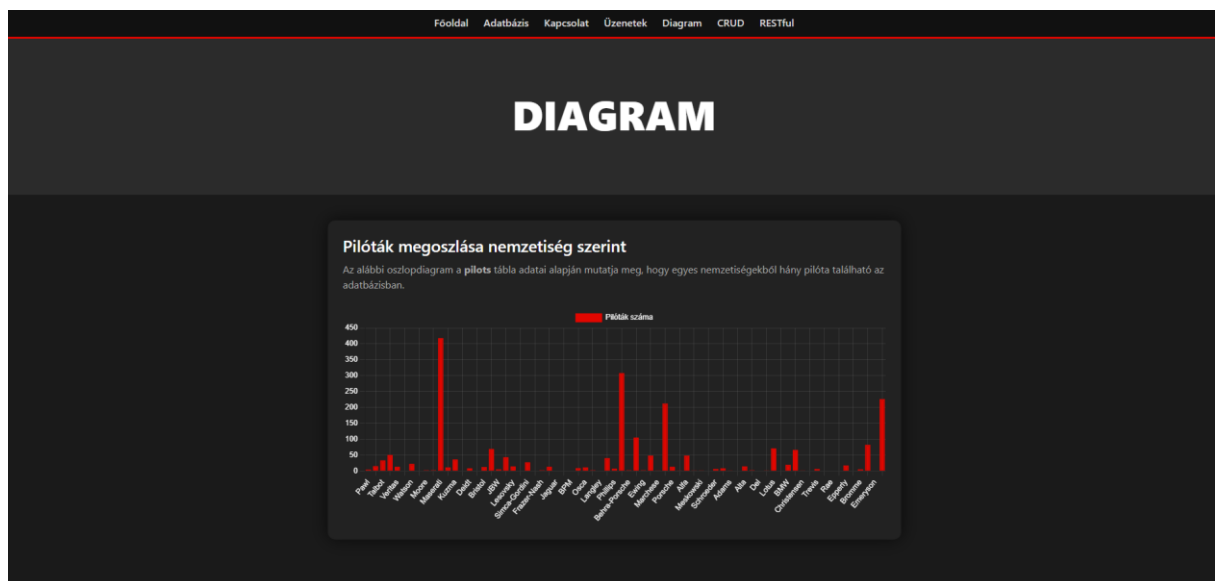 Főoldal Adatbázis Kapcsolat Üzenetek Diagram CRUD RESTful
DIAGRAM
Pilóták megoszlása nemzetiség szerint
Az alábbi oszlopdiagram a pilots tábla adatai alapján mutatja meg, hogy egyes nemzetiségekből hány pilóta található az
adatbázisban.
Pilóták száma
450
400
350
300
250
200
150
100
50
0
Pawl Talbot Veritas Watson Moore Maserati Kuzma Deidt Bristol JBW Lesovsky Simca-Gordini Frazer-Nash Jaguar BPM Osca Langley Phillips Behra-Porsche Ewing Marchese Porsche Alfa Meskowski Schroeder Adams Alta Del Lotus BMW Christensen Trevis Rae Epperly Bromme Emeryson